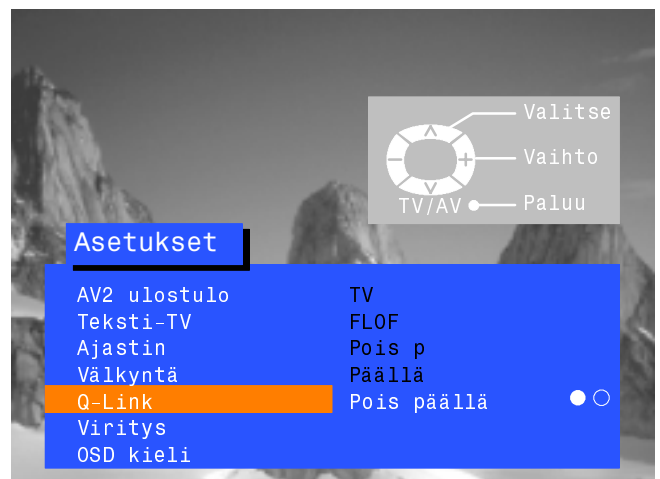 Valitse
Vaihto
TV/AV Paluu
Asetukset
AV2 ulostulo TV
Teksti-TV FLOF
Ajastin Pois p
Välkyntä Päällä
Q-Link Pois päällä
Viritys
OSD kieli